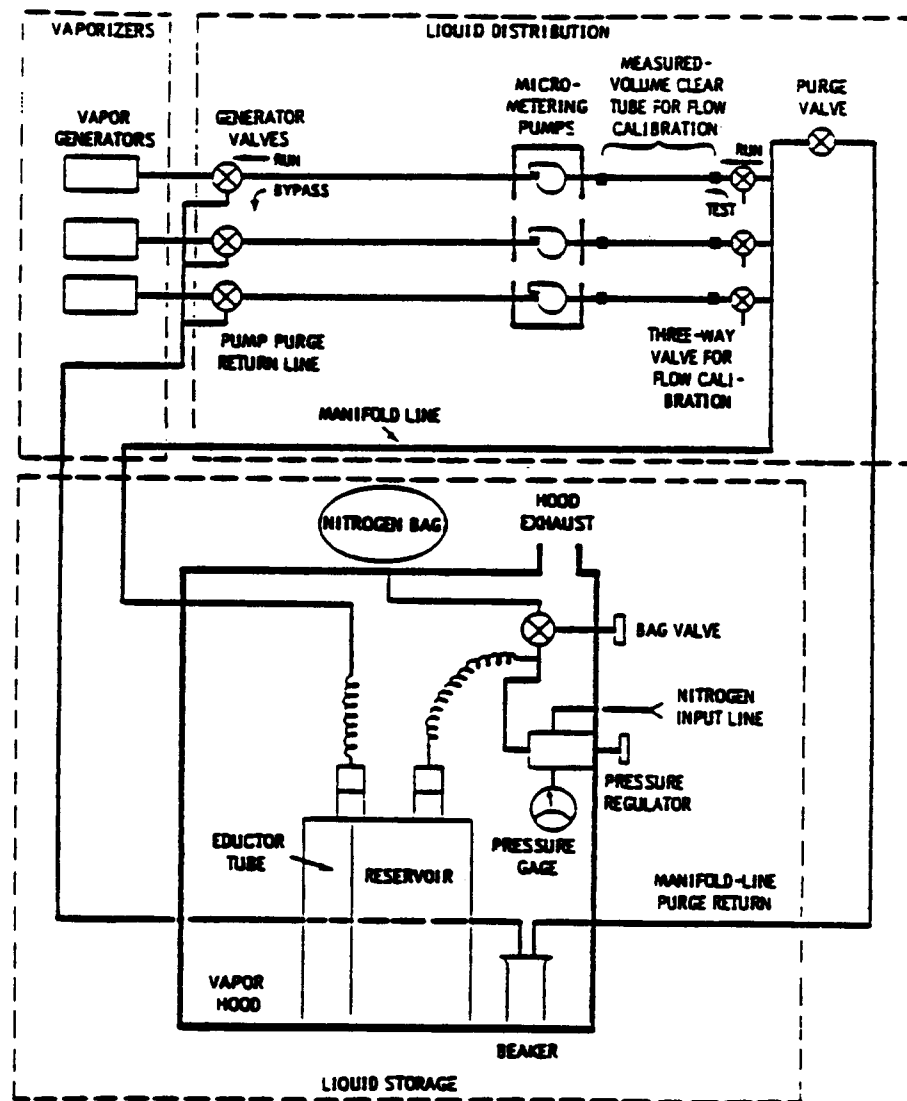 VAPORIZERS
LIQUID DISTRIBUTION
VAPOR
GENERATORS
GENERATOR
VALVES
RUN
BYPASS
MICRO-
METERING
PUMPS
MEASURED-
VOLUME CLEAR
TUBE FOR FLOW
CALIBRATION
PURGE
VALVE
RUN
TEST
PUMP PURGE
RETURN LINE
THREE-WAY
VALVE FOR
FLOW CALI-
BRATION
MANIFOLD LINE
NITROGEN BAG
HOOD
EXHAUST
BAG VALVE
NITROGEN
INPUT LINE
PRESSURE
REGULATOR
PRESSURE
GAGE
EDUCTOR
TUBE
RESERVOIR
MANIFOLD-LINE
PURGE RETURN
VAPOR
HOOD
BEAKER
LIQUID STORAGE